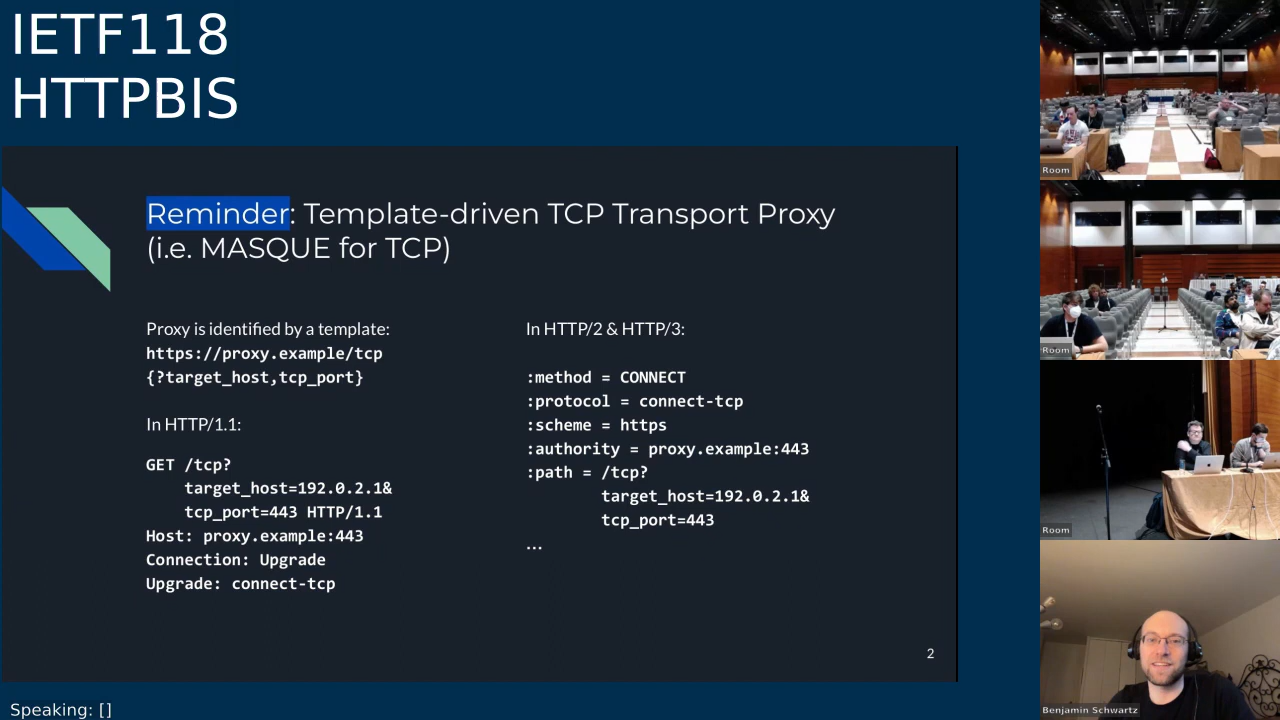 IETF118
HTTPBIS
Reminder: Template-driven TCP Transport Proxy
(i.e. MASQUE for TCP)
Proxy is identified by a template:
https://proxy.example/tcp
{?target_host,tcp_port}
In HTTP/1.1:
GET /tcp?
target_host=192.0.2.1&
tcp_port=443 HTTP/1.1
Host: proxy.example:443
Connection: Upgrade
Upgrade: connect-tcp
In HTTP/2 & HTTP/3:
:method = CONNECT
:protocol = connect-tcp
:scheme = https
:authority = proxy.example:443
:path = /tcp?
target_host=192.0.2.1&
tcp_port=443
...
2
Speaking: []
Room
Room
Room
Benjamin Schwartz